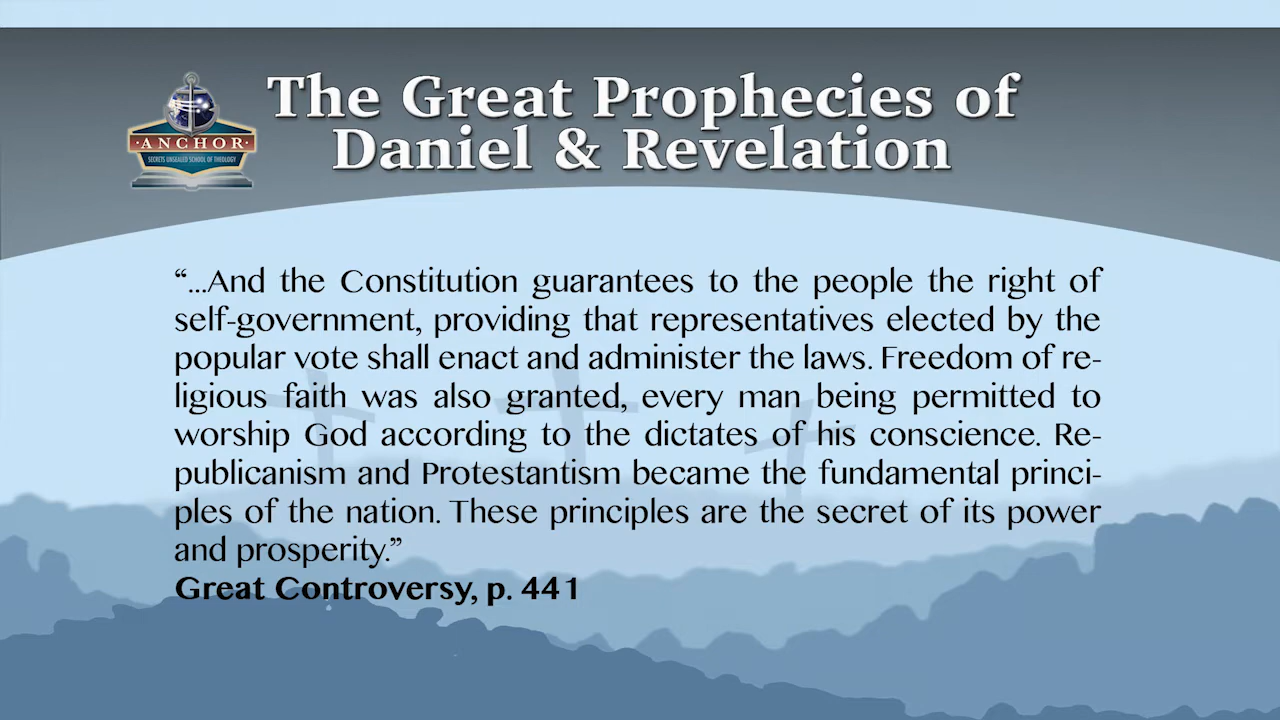 The Great Prophecies of
Daniel & Revelation
·ANCHOR·
SECRETS UNSEALED SCHOOL OF THEOLOGY
“...And the Constitution guarantees to the people the right of
self-government, providing that representatives elected by the
popular vote shall enact and administer the laws. Freedom of re-
ligious faith was also granted, every man being permitted to
worship God according to the dictates of his conscience. Re-
publicanism and Protestantism became the fundamental princi-
ples of the nation. These principles are the secret of its power
and prosperity.”
Great Controversy, p. 441